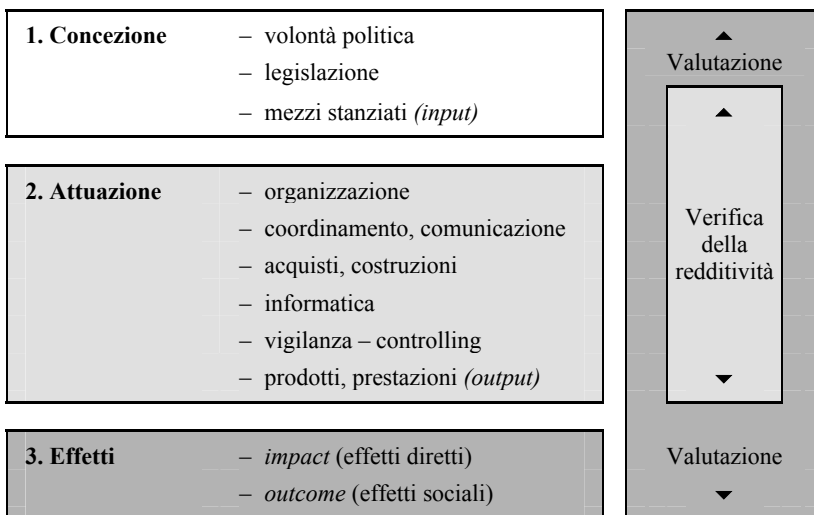 1. Concezione – volontà politica
– legislazione
– mezzi stanziati (input)
2. Attuazione – organizzazione
– coordinamento, comunicazione
– acquisti, costruzioni
– informatica
– vigilanza – controlling
– prodotti, prestazioni (output)
3. Effetti – impact (effetti diretti)
– outcome (effetti sociali)
Valutazione
Verifica
della
redditività
Valutazione